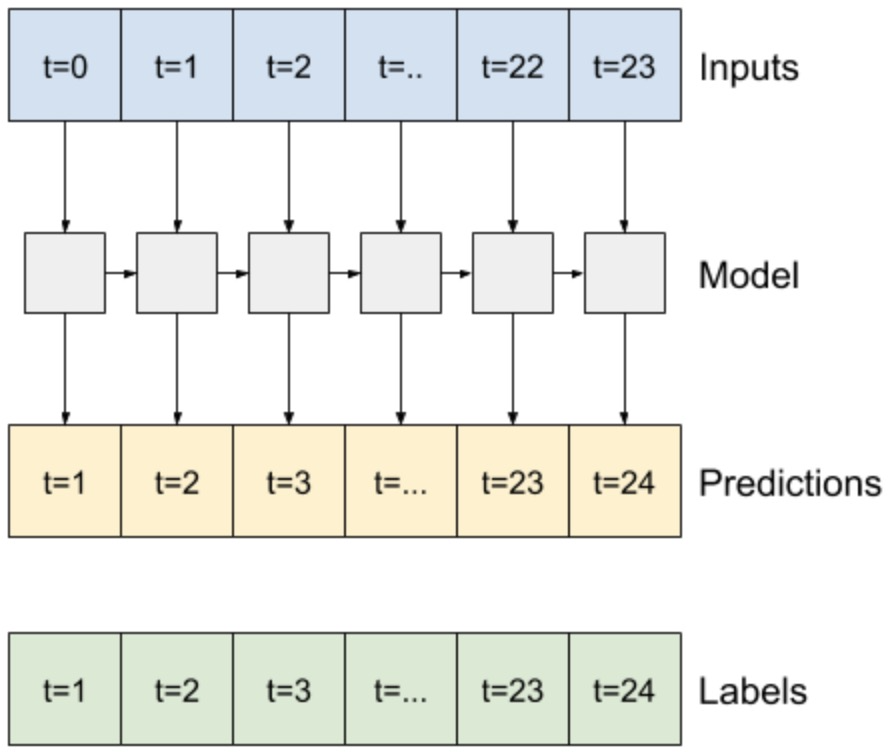 t=0 t=1 t=2 t=.. t=22 t=23 Inputs
Model
t=1 t=2 t=3 t=... t=23 t=24 Predictions
t=1 t=2 t=3 t=... t=23 t=24 Labels